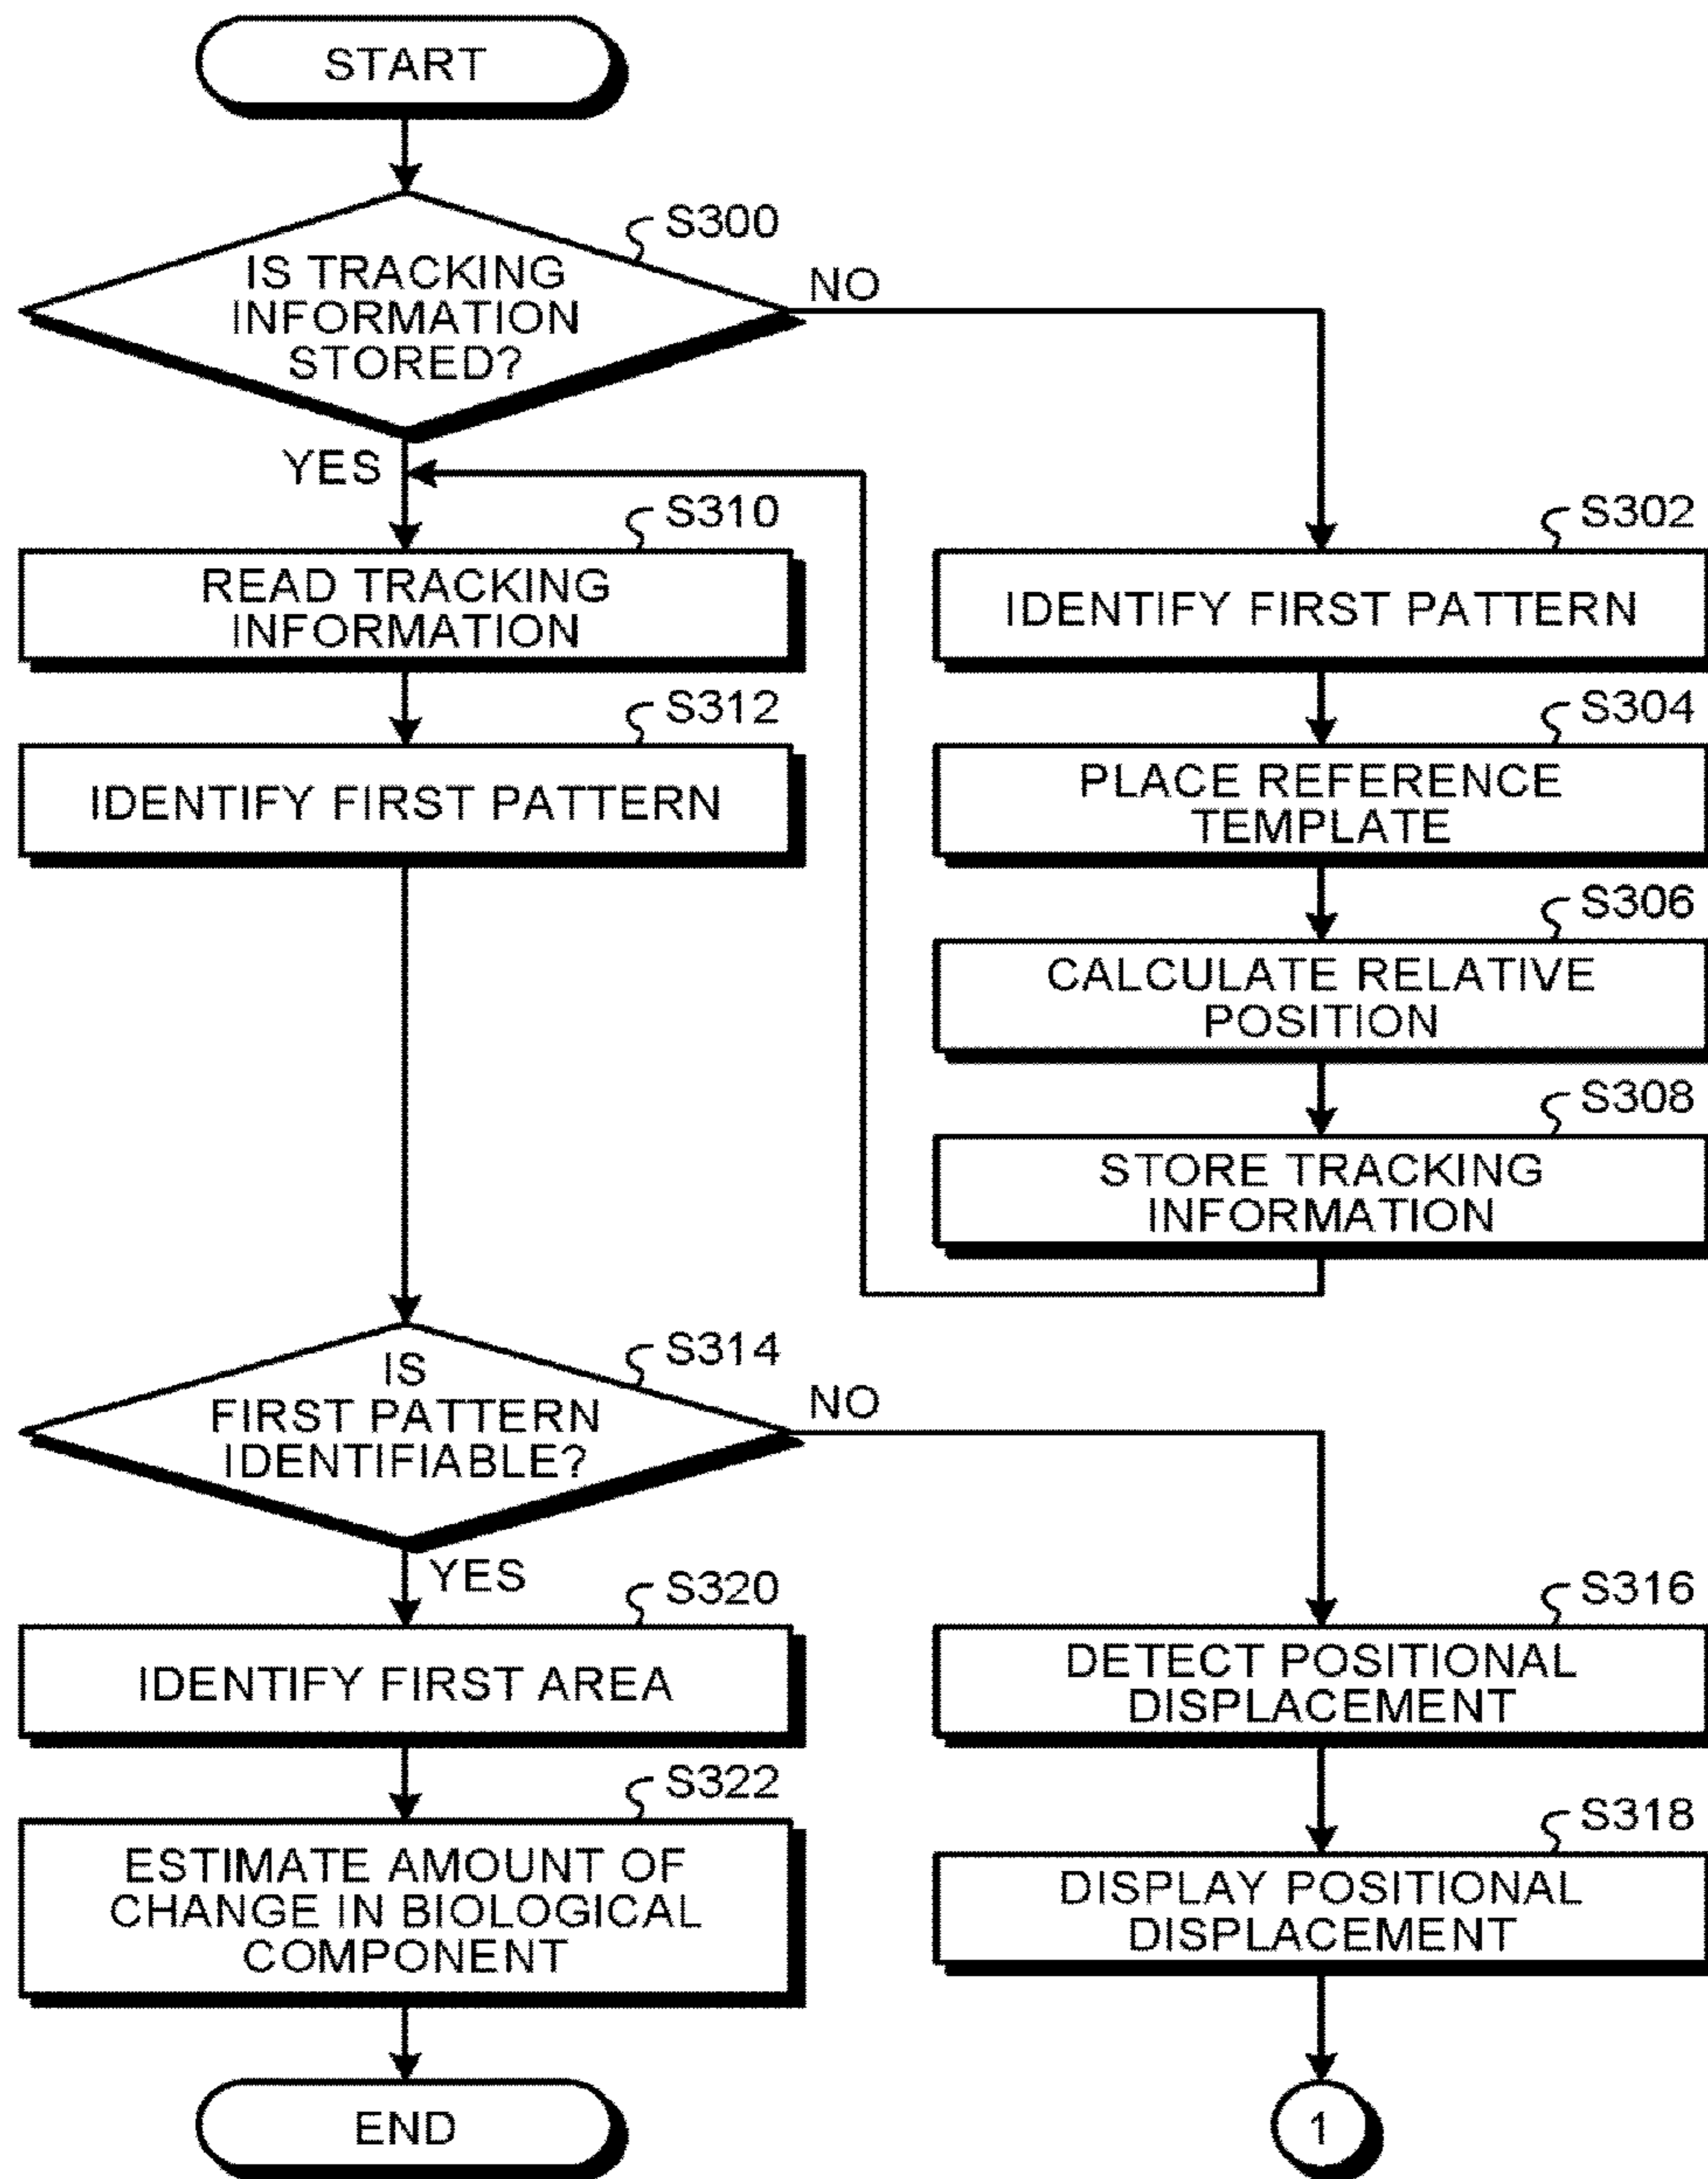 START
S300
IS TRACKING
INFORMATION
STORED?
NO
YES
S310
READ TRACKING
INFORMATION
S312
IDENTIFY FIRST PATTERN
S302
IDENTIFY FIRST PATTERN
S304
PLACE REFERENCE
TEMPLATE
S306
CALCULATE RELATIVE
POSITION
S308
STORE TRACKING
INFORMATION
S314
IS
FIRST PATTERN
IDENTIFIABLE?
NO
YES
S320
IDENTIFY FIRST AREA
S322
ESTIMATE AMOUNT OF
CHANGE IN BIOLOGICAL
COMPONENT
END
S316
DETECT POSITIONAL
DISPLACEMENT
S318
DISPLAY POSITIONAL
DISPLACEMENT
1